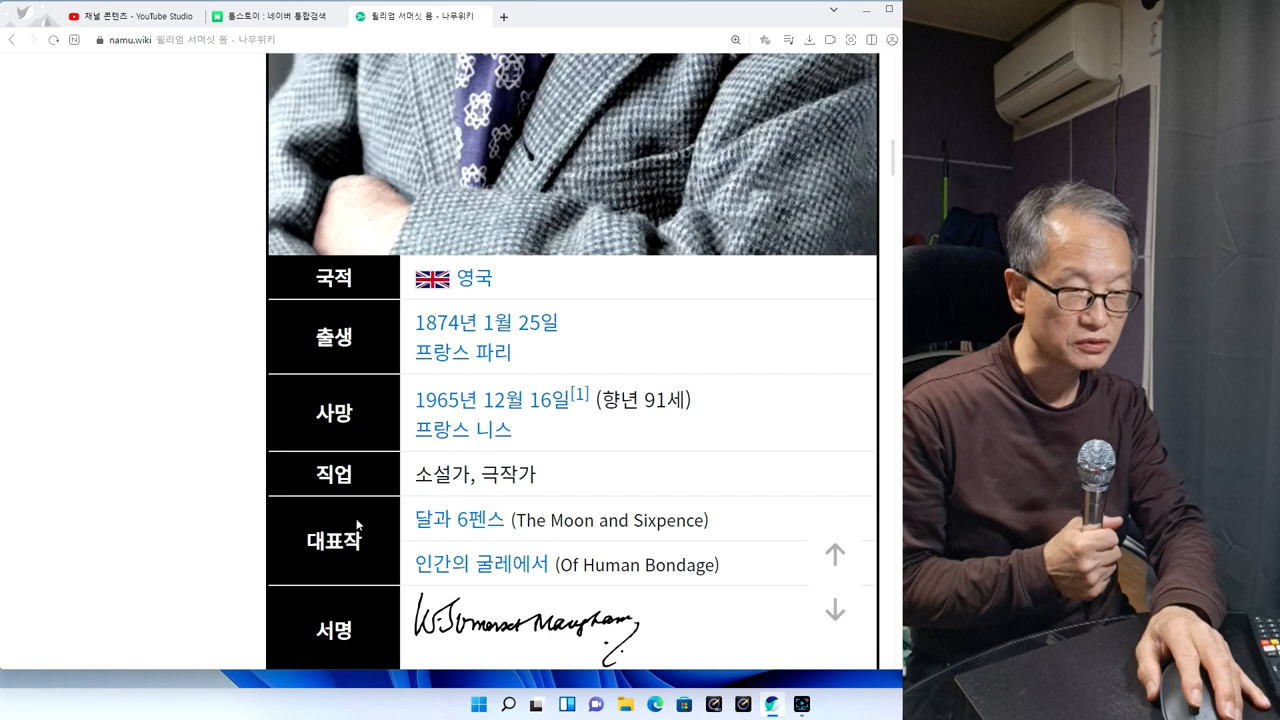 재널 콘텐츠 - YouTube Studio
톨스토이 : 네이버 통합검색
윌리엄 서머싯 몸 - 나무위키
namu.wiki 윌리엄 서머싯 몸 - 나무위키
국적 영국
출생 1874년 1월 25일
프랑스 파리
사망 1965년 12월 16일[1] (향년 91세)
프랑스 니스
직업 소설가, 극작가
대표작 달과 6펜스 (The Moon and Sixpence)
인간의 굴레에서 (Of Human Bondage)
서명 W. Somerset Maugham